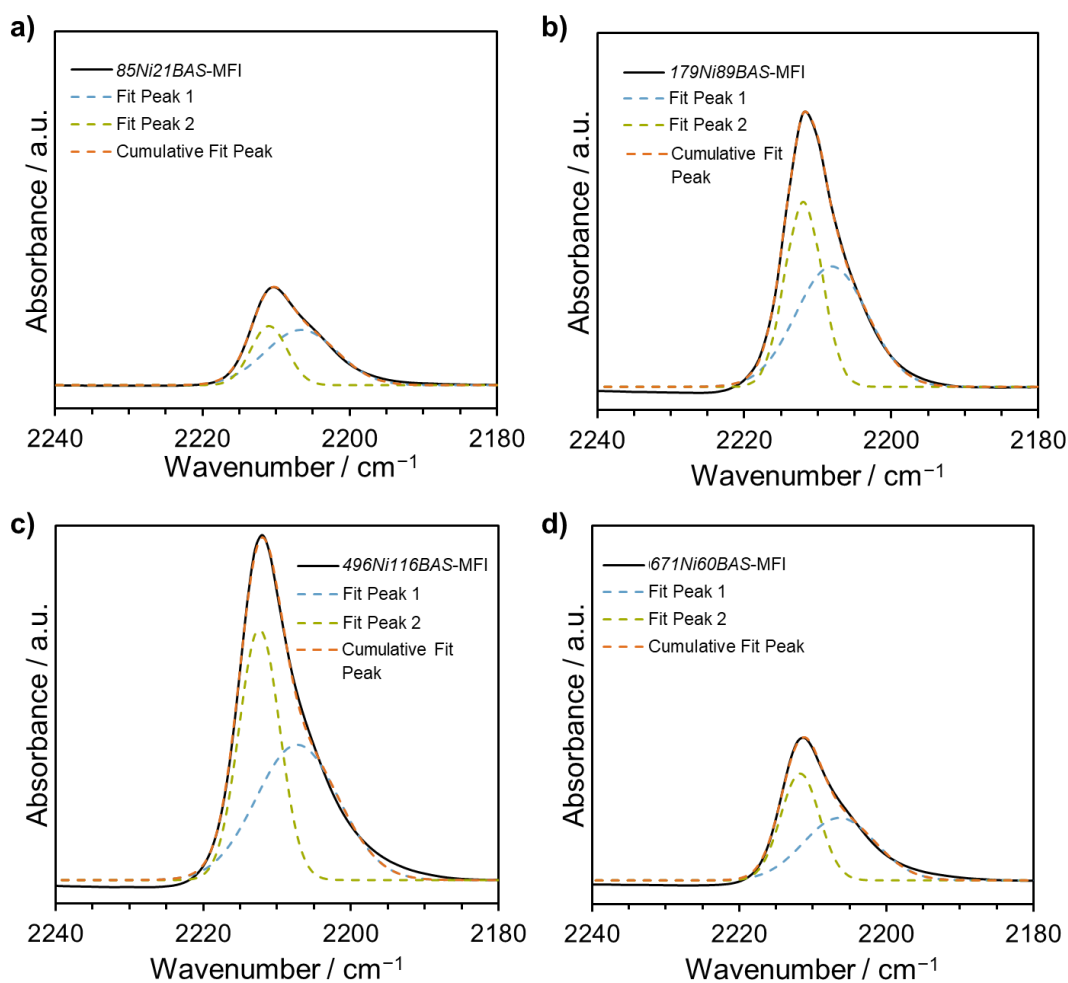 a)
85Ni21BAS-MFI
Fit Peak 1
Fit Peak 2
Cumulative Fit Peak
Absorbance / a.u.
2240
2220
2200
2180
Wavenumber / cm⁻¹
b)
179Ni89BAS-MFI
Fit Peak 1
Fit Peak 2
Cumulative Fit
Peak
Absorbance / a.u.
2240
2220
2200
2180
Wavenumber / cm⁻¹
c)
496Ni116BAS-MFI
Fit Peak 1
Fit Peak 2
Cumulative Fit
Peak
Absorbance / a.u.
2240
2220
2200
2180
Wavenumber / cm⁻¹
d)
671Ni60BAS-MFI
Fit Peak 1
Fit Peak 2
Cumulative Fit Peak
Absorbance / a.u.
2240
2220
2200
2180
Wavenumber / cm⁻¹